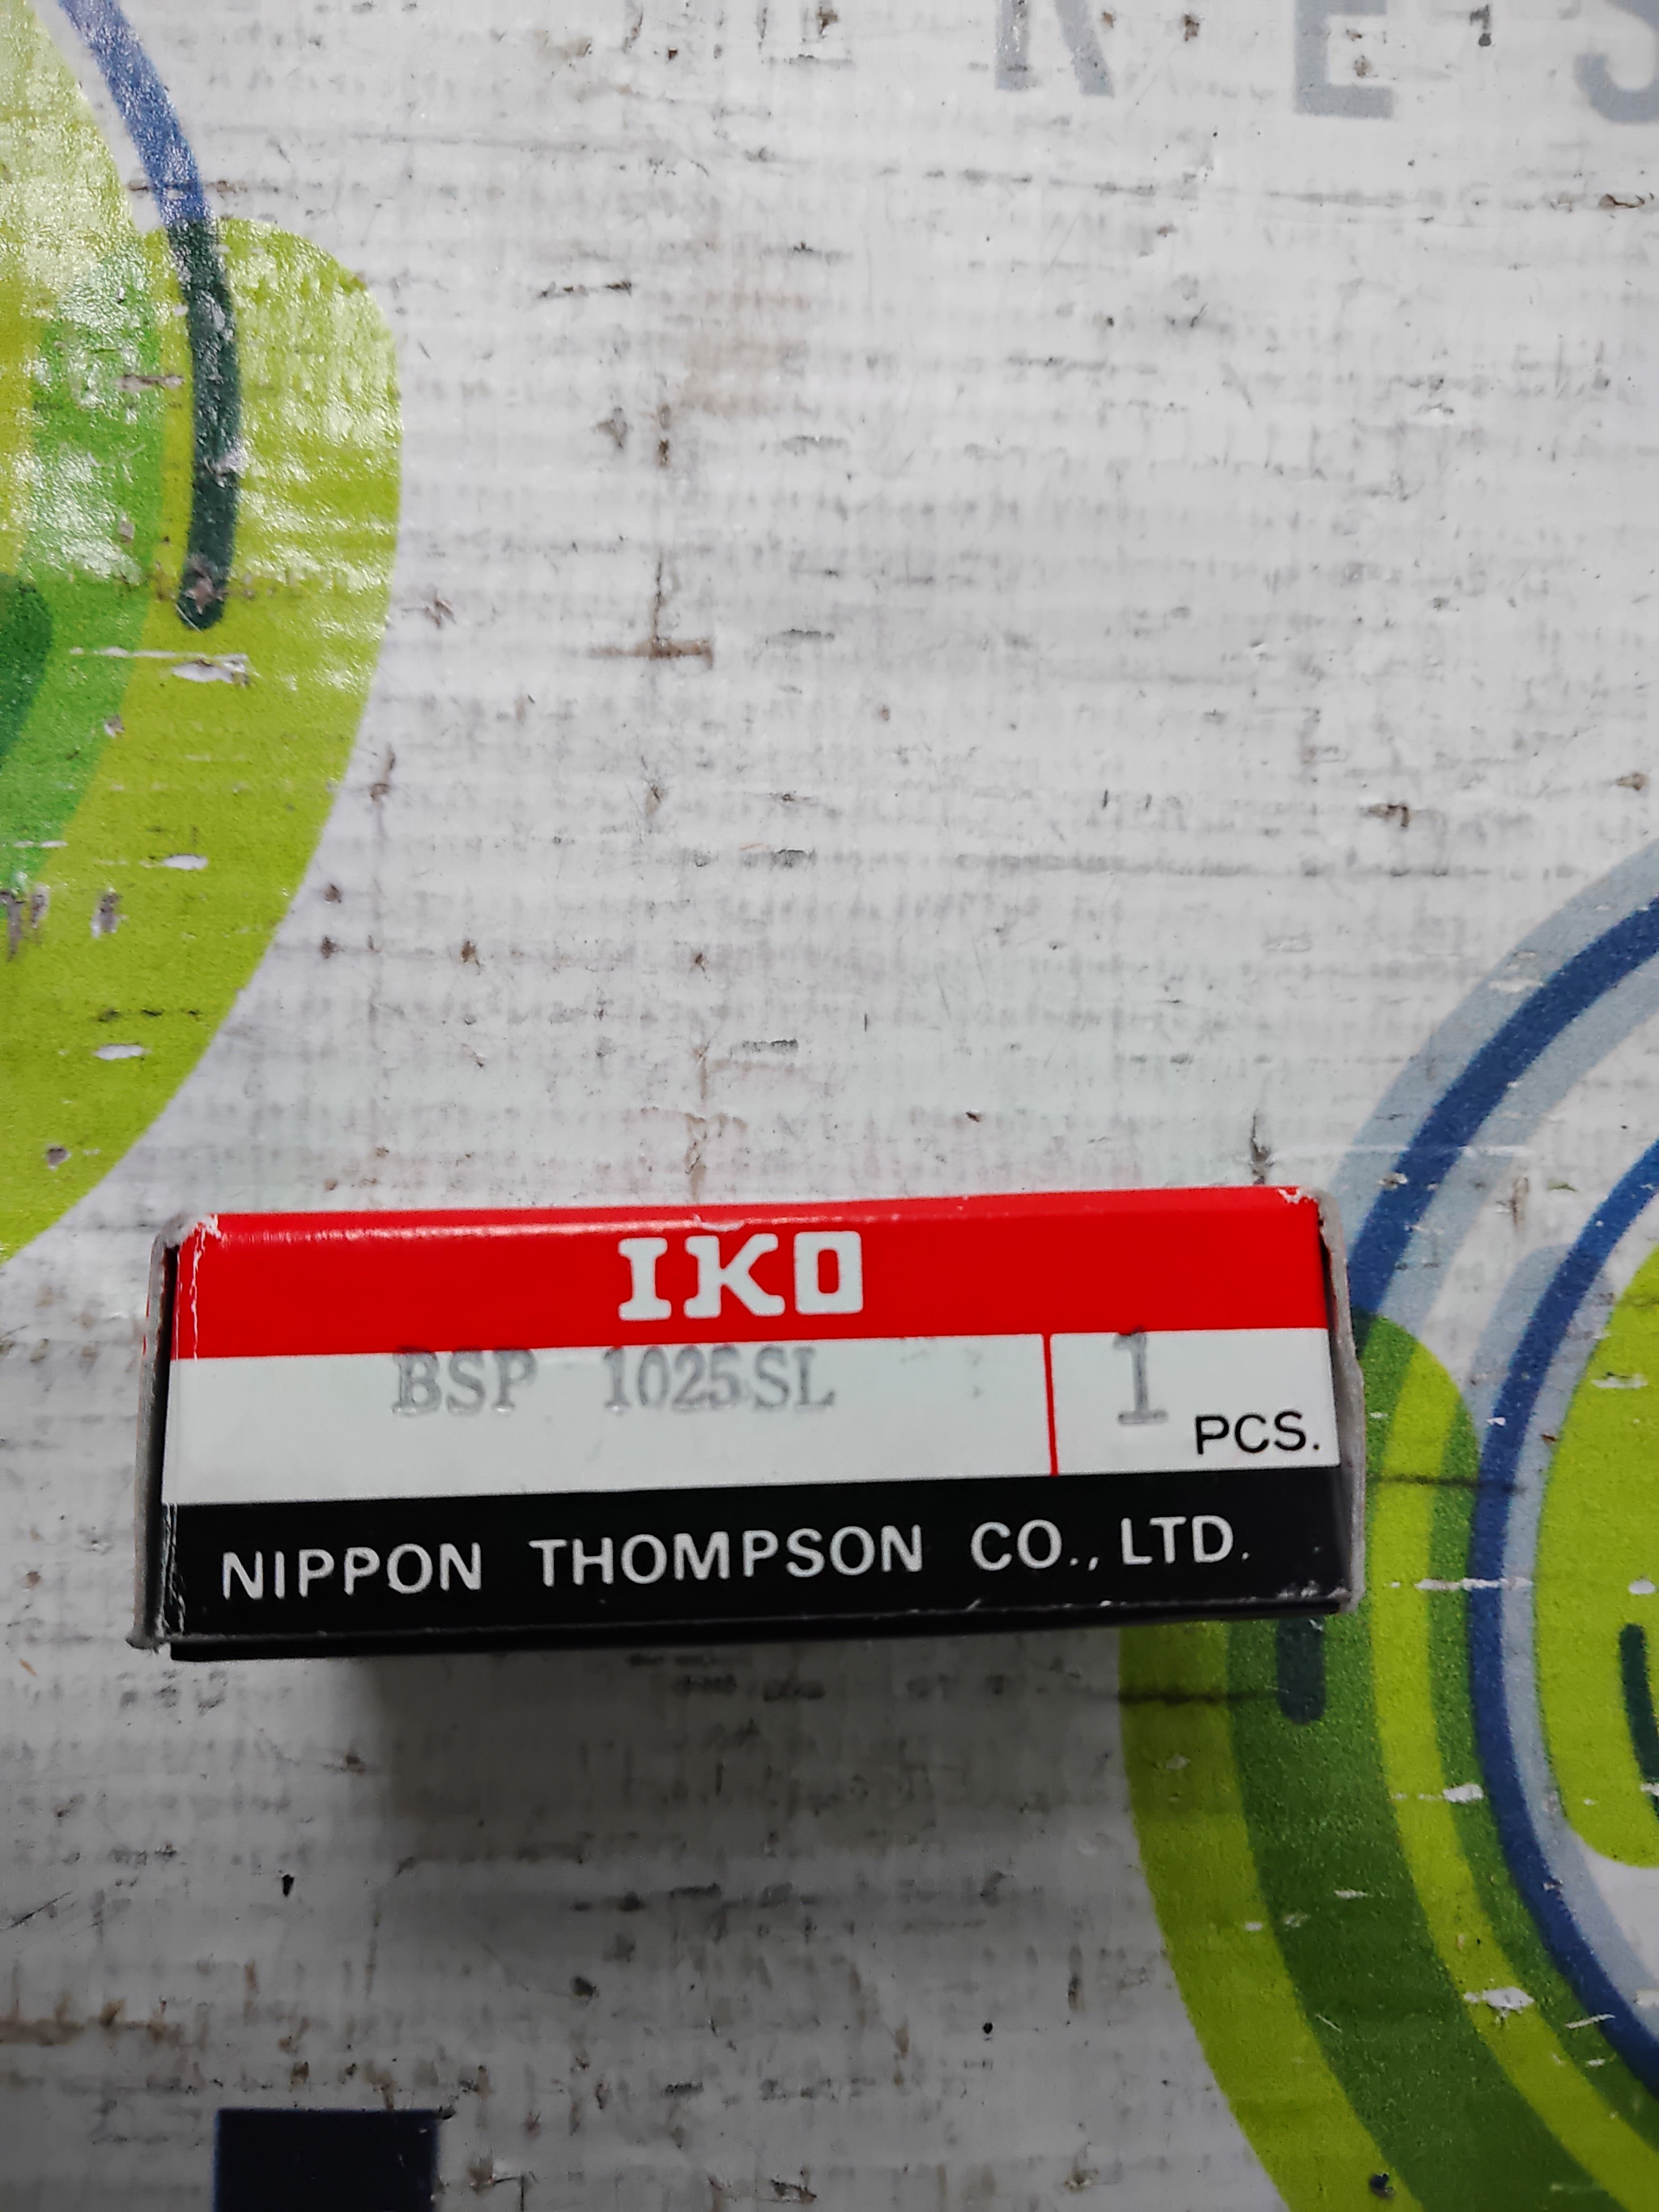 IKO
BSP 1025SL
1 PCS.
NIPPON THOMPSON CO., LTD.